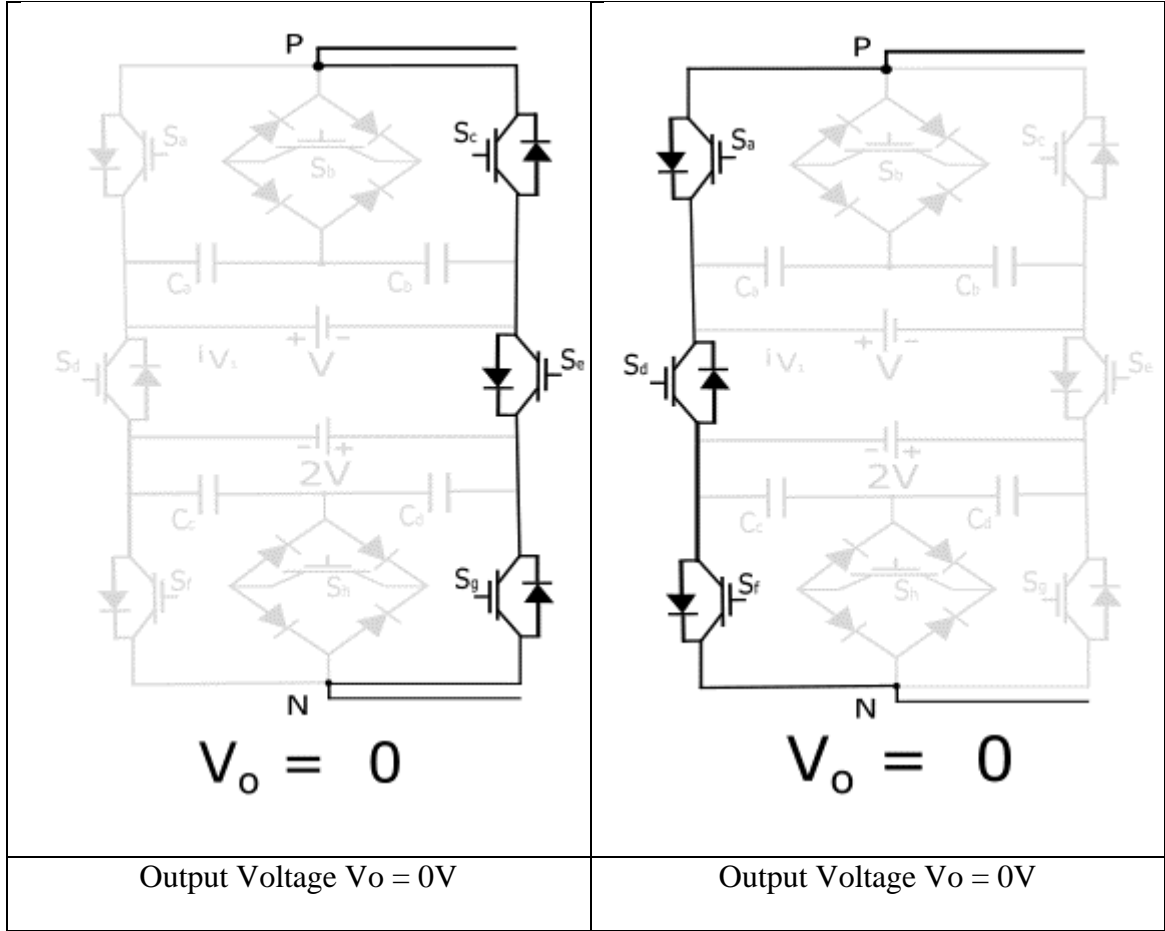 P
Sa
Sb
Sc
Ca
Cb
iV1
+ -
V
Sd
Se
- +
2V
Cc
Cd
Sf
Sh
Sg
N
Vo = 0
Output Voltage Vo = 0V
P
Sa
Sb
Sc
Ca
Cb
iV1
+ -
V
Sd
Se
- +
2V
Cc
Cd
Sf
Sh
Sg
N
Vo = 0
Output Voltage Vo = 0V